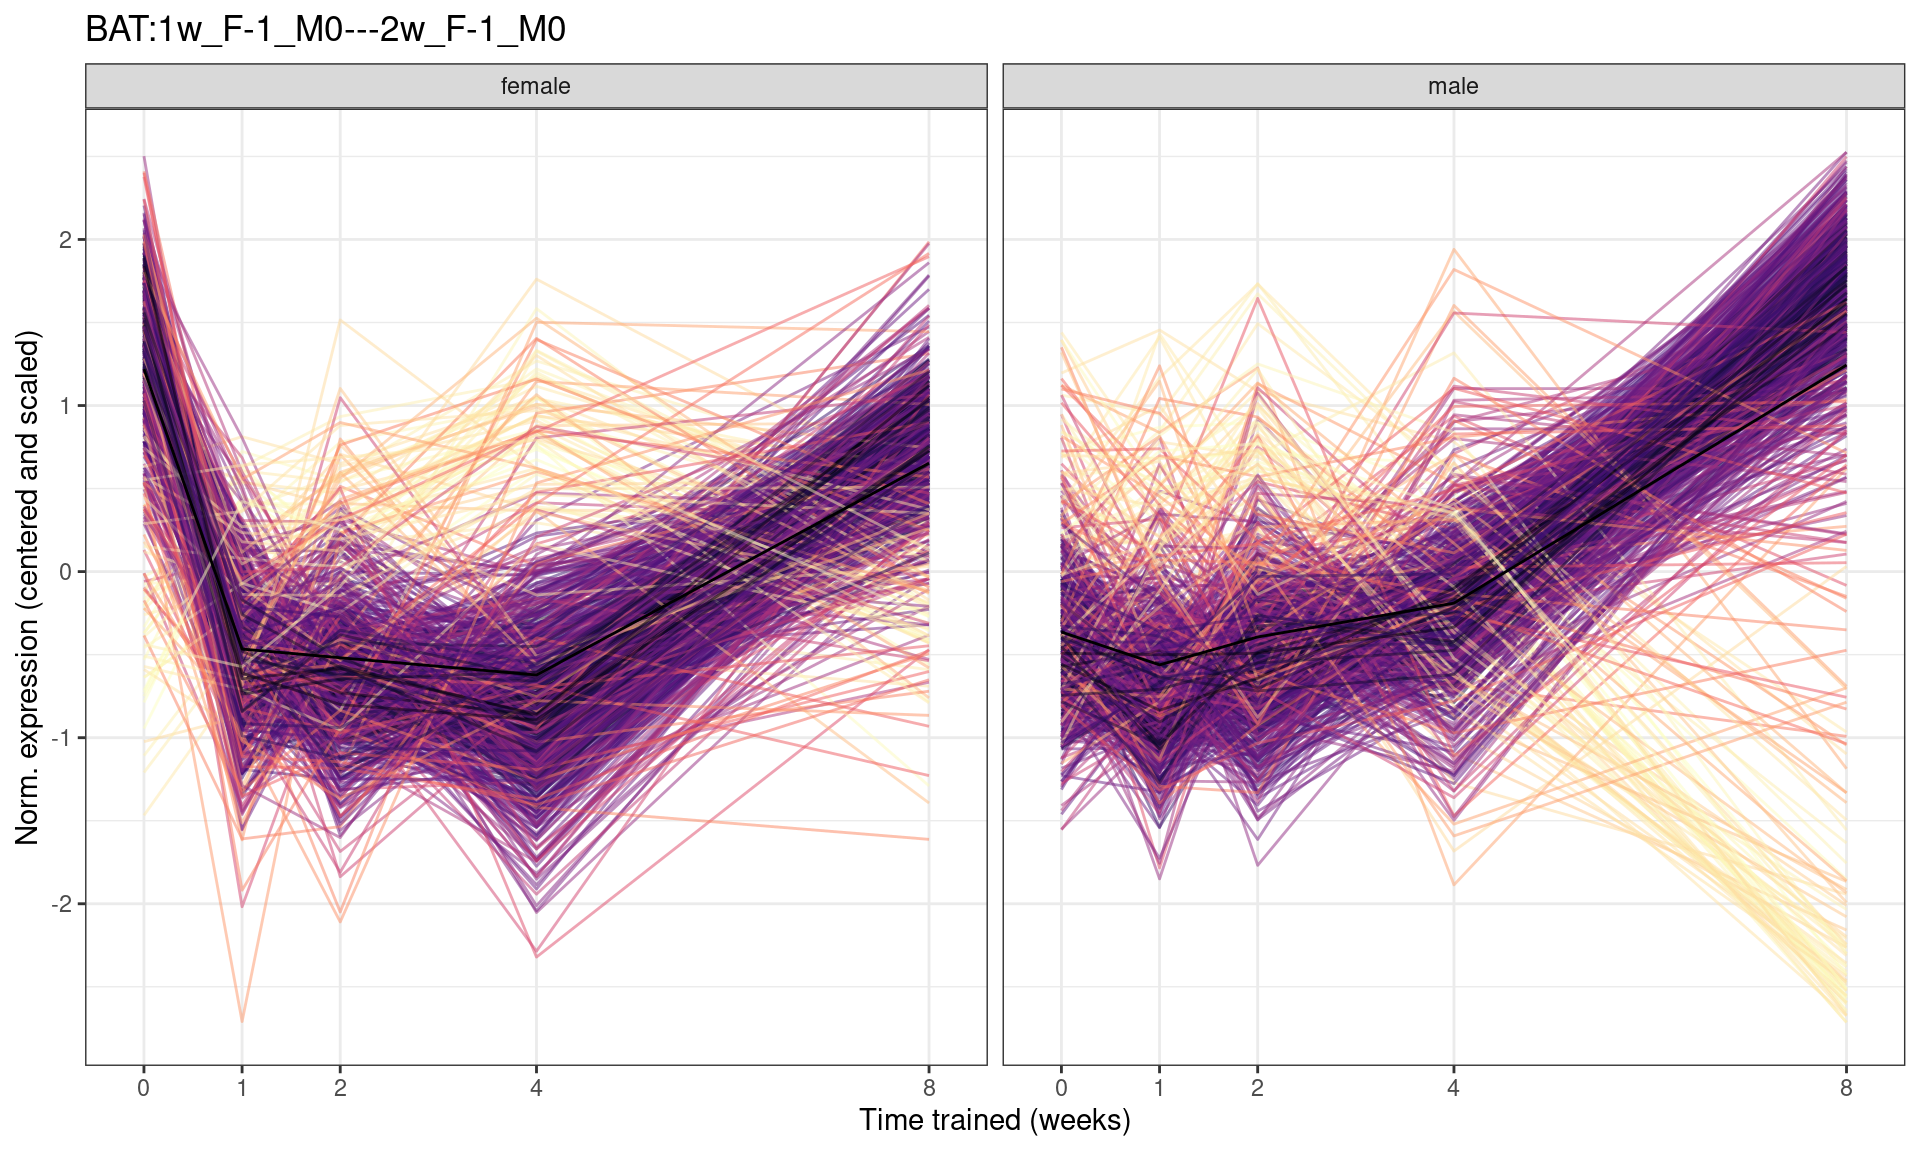 BAT:1w_F-1_M0---2w_F-1_M0
female
male
Norm. expression (centered and scaled)
2
1
0
-1
-2
0 1 2 4 8
0 1 2 4 8
Time trained (weeks)